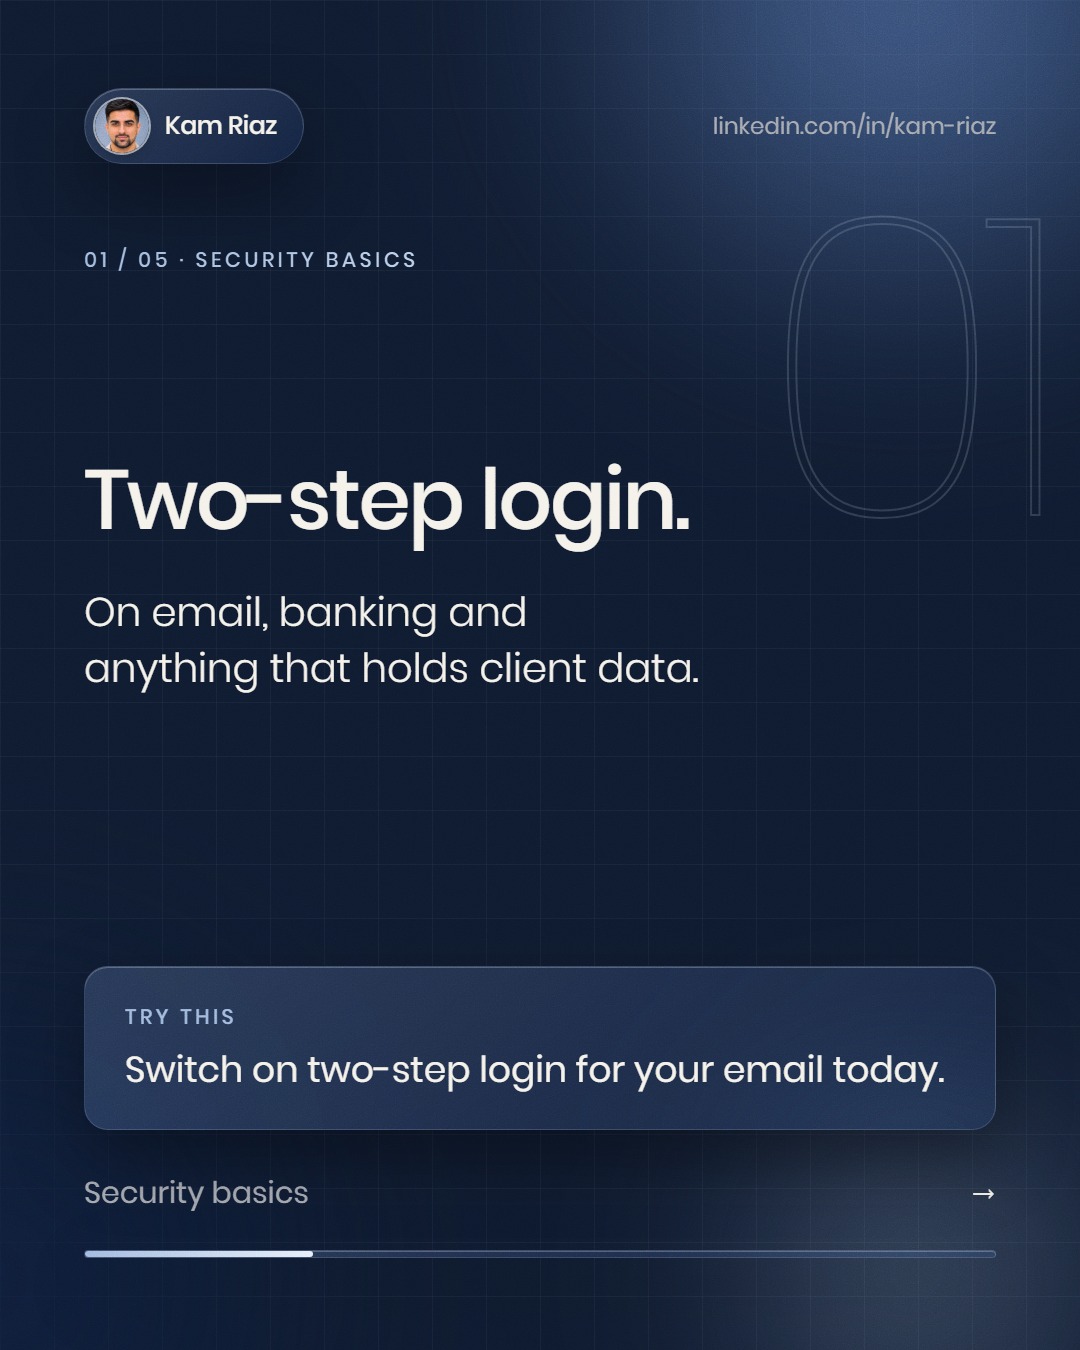 Kam Riaz
linkedin.com/in/kam-riaz
01 / 05 · SECURITY BASICS
01
Two-step login.
On email, banking and
anything that holds client data.
TRY THIS
Switch on two-step login for your email today.
Security basics
→